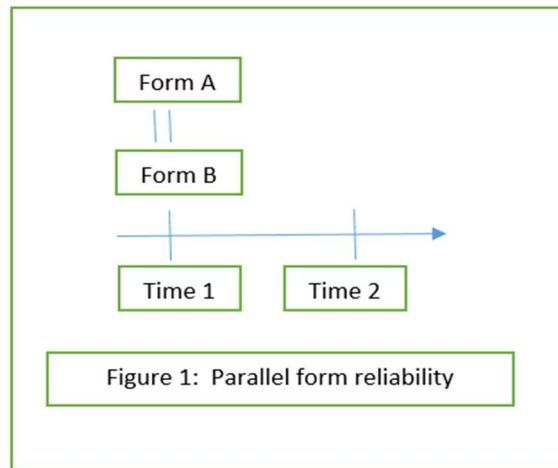 Form A
Form B
Time 1
Time 2
Figure 1: Parallel form reliability